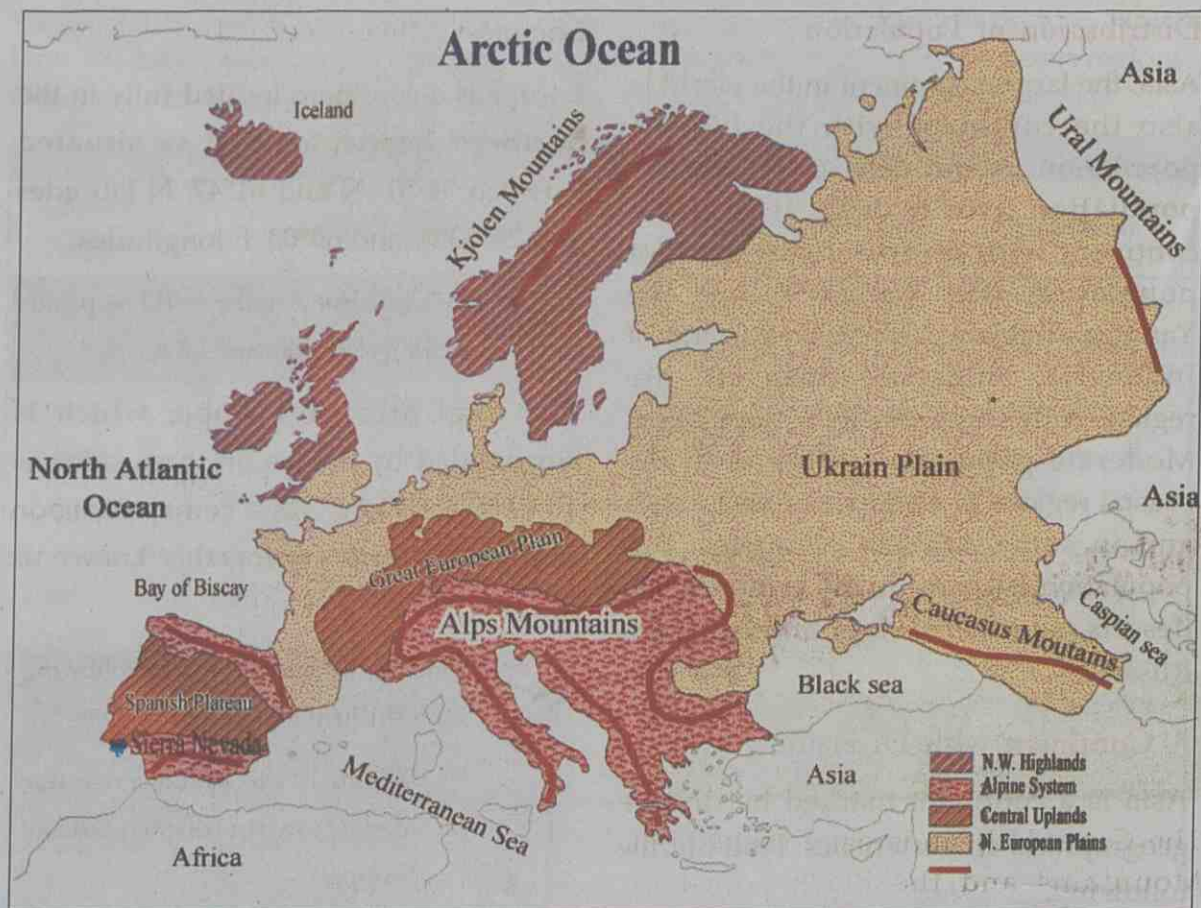 Arctic Ocean
Asia
Iceland
Ural Mountains
Kjolen Mountains
North Atlantic
Ocean
Ukrain Plain
Asia
Great European Plain
Bay of Biscay
Alps Mountains
Caucasus Moutains
Caspian sea
Spanish Plateau
Black sea
Sierra Nevada
Mediterranean Sea
Asia
Africa
N.W. Highlands
Alpine System
Central Uplands
N. European Plains